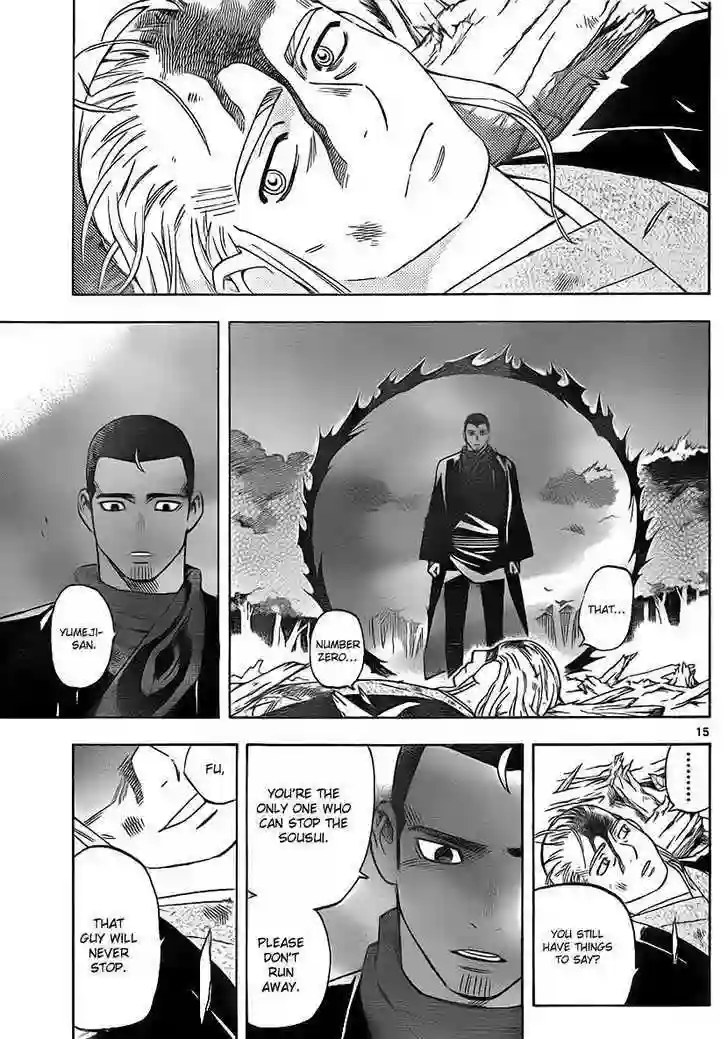 THAT...
NUMBER
ZERO...
YUMEJI-
SAN.
15
........
YOU STILL
HAVE THINGS
TO SAY?
YOU'RE THE
ONLY ONE WHO
CAN STOP THE
SOUSUI.
PLEASE
DON'T
RUN
AWAY.
FU,
THAT
GUY WILL
NEVER
STOP.